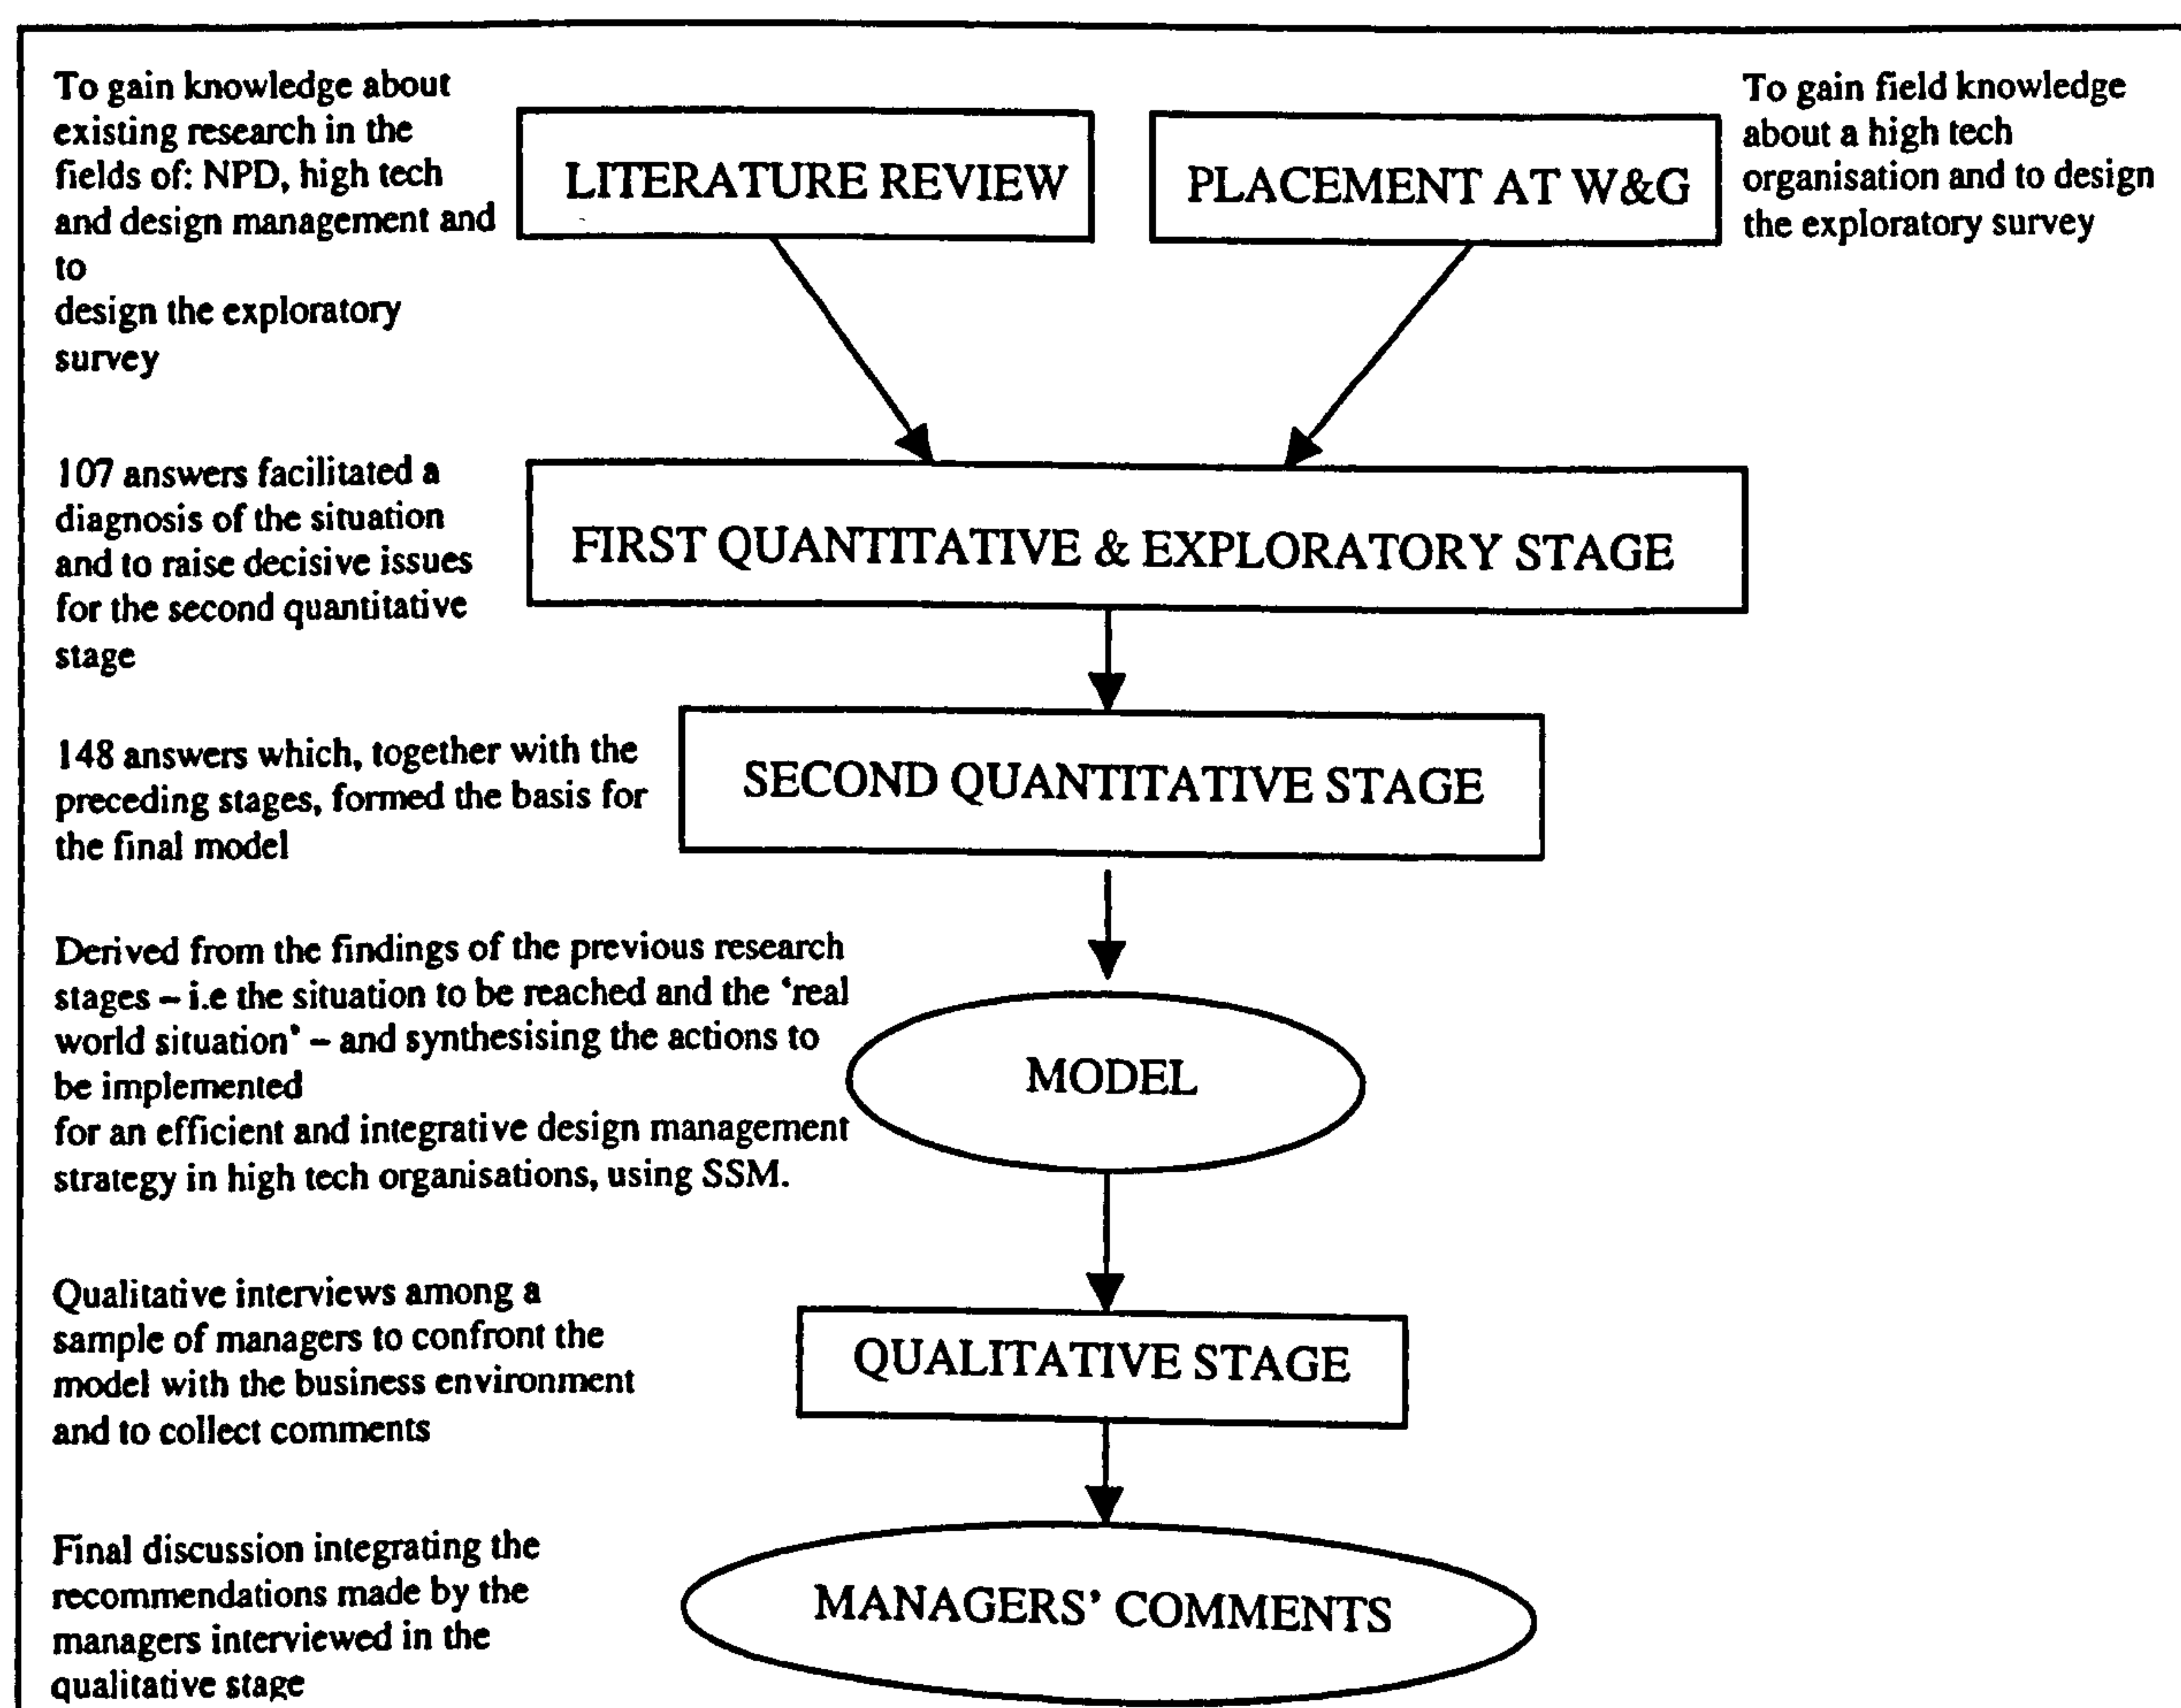 To gain knowledge about
existing research in the
fields of: NPD, high tech
and design management and
to
design the exploratory
survey
LITERATURE REVIEW
PLACEMENT AT W&G
To gain field knowledge
about a high tech
organisation and to design
the exploratory survey
107 answers facilitated a
diagnosis of the situation
and to raise decisive issues
for the second quantitative
stage
FIRST QUANTITATIVE & EXPLORATORY STAGE
148 answers which, together with the
preceding stages, formed the basis for
the final model
SECOND QUANTITATIVE STAGE
Derived from the findings of the previous research
stages – i.e the situation to be reached and the ‘real
world situation’ – and synthesising the actions to
be implemented
for an efficient and integrative design management
strategy in high tech organisations, using SSM.
MODEL
Qualitative interviews among a
sample of managers to confront the
model with the business environment
and to collect comments
QUALITATIVE STAGE
Final discussion integrating the
recommendations made by the
managers interviewed in the
qualitative stage
MANAGERS’ COMMENTS